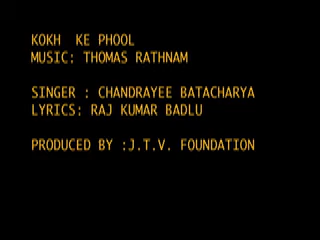 KOKH  KE PHOOL
MUSIC: THOMAS RATHNAM
SINGER : CHANDRAYEE BATACHARYA
LYRICS: RAJ KUMAR BADLU
PRODUCED BY :J.T.V. FOUNDATION